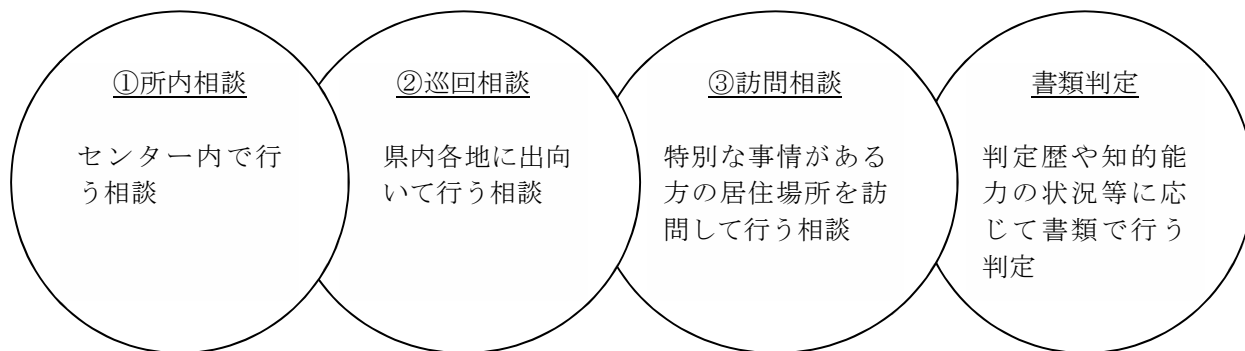 ①所内相談
センター内で行
う相談
②巡回相談
県内各地に出向
いて行う相談
③訪問相談
特別な事情がある
方の居住場所を訪
問して行う相談
書類判定
判定歴や知的能
力の状況等に応
じて書類で行う
判定